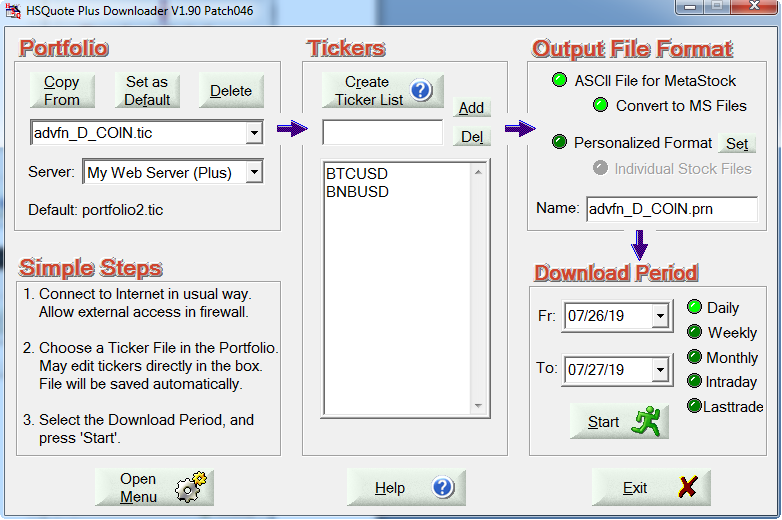 HSQuote Plus Downloader V1.90 Patch046
Portfolio
Copy
From
Set as
Default
Delete
advfn_D_COIN.tic
Server:
My Web Server (Plus)
Default: portfolio2.tic
Tickers
Create
Ticker List
Add
Del
BTCUSD
BNBUSD
Output File Format
ASCII File for MetaStock
Convert to MS Files
Personalized Format
Set
Individual Stock Files
Name:
advfn_D_COIN.prn
Simple Steps
1. Connect to Internet in usual way.
Allow external access in firewall.
2. Choose a Ticker File in the Portfolio.
May edit tickers directly in the box.
File will be saved automatically.
3. Select the Download Period, and
press 'Start'.
Download Period
Fr:
07/26/19
To:
07/27/19
Daily
Weekly
Monthly
Intraday
Lasttrade
Start
Open
Menu
Help
Exit